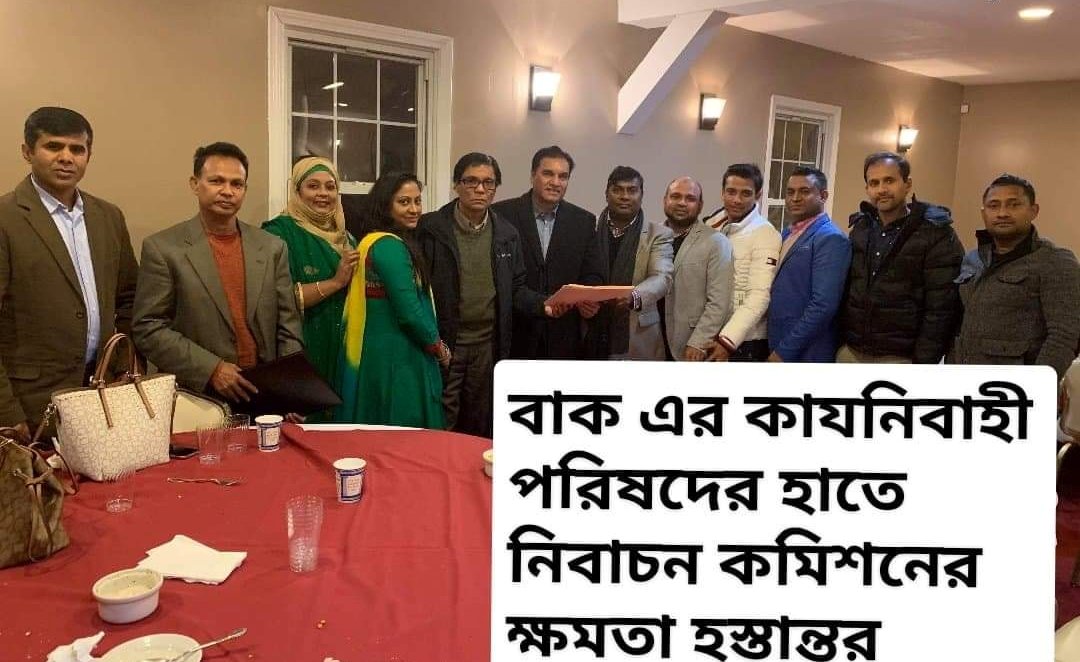 বাক এর কাযনিবাহী
পরিষদের হাতে
নিবাচন কমিশনের
ক্ষমতা হস্তান্তর